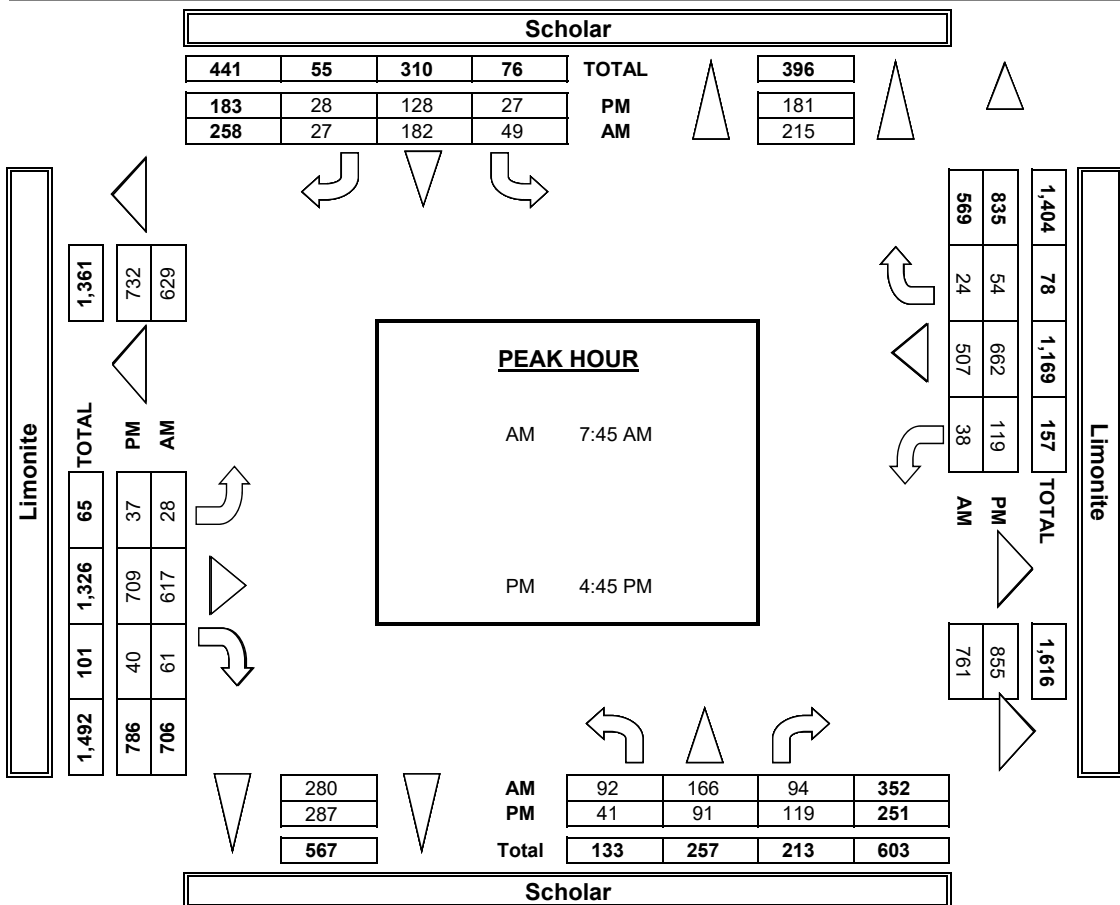 Scholar
441 55 310 76 TOTAL 396
183 28 128 27 PM 181
258 27 182 49 AM 215
Limonite
1,361
732
629
TOTAL 65 1,326 101 1,492
PM 37 709 40 786
AM 28 617 61 706
PEAK HOUR
AM 7:45 AM
PM 4:45 PM
1,404 78 1,169 157 TOTAL 1,616
835 54 662 119 PM 855
569 24 507 38 AM 761
Limonite
280 AM 92 166 94 352
287 PM 41 91 119 251
567 Total 133 257 213 603
Scholar